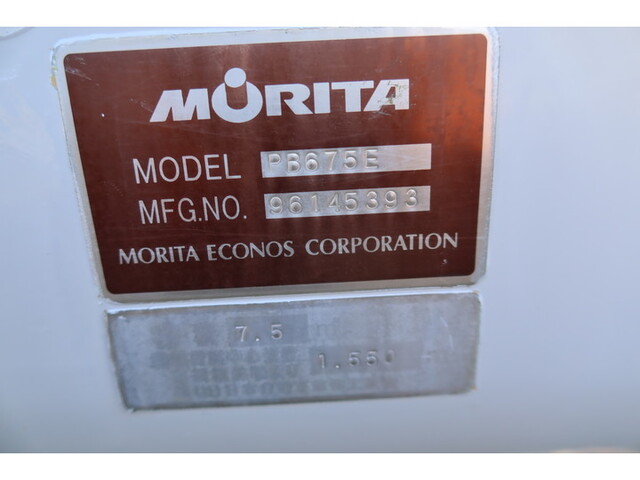 MORITA
MODEL PB675E
MFG.NO. 96145393
MORITA ECONOS CORPORATION
7.5
1.550